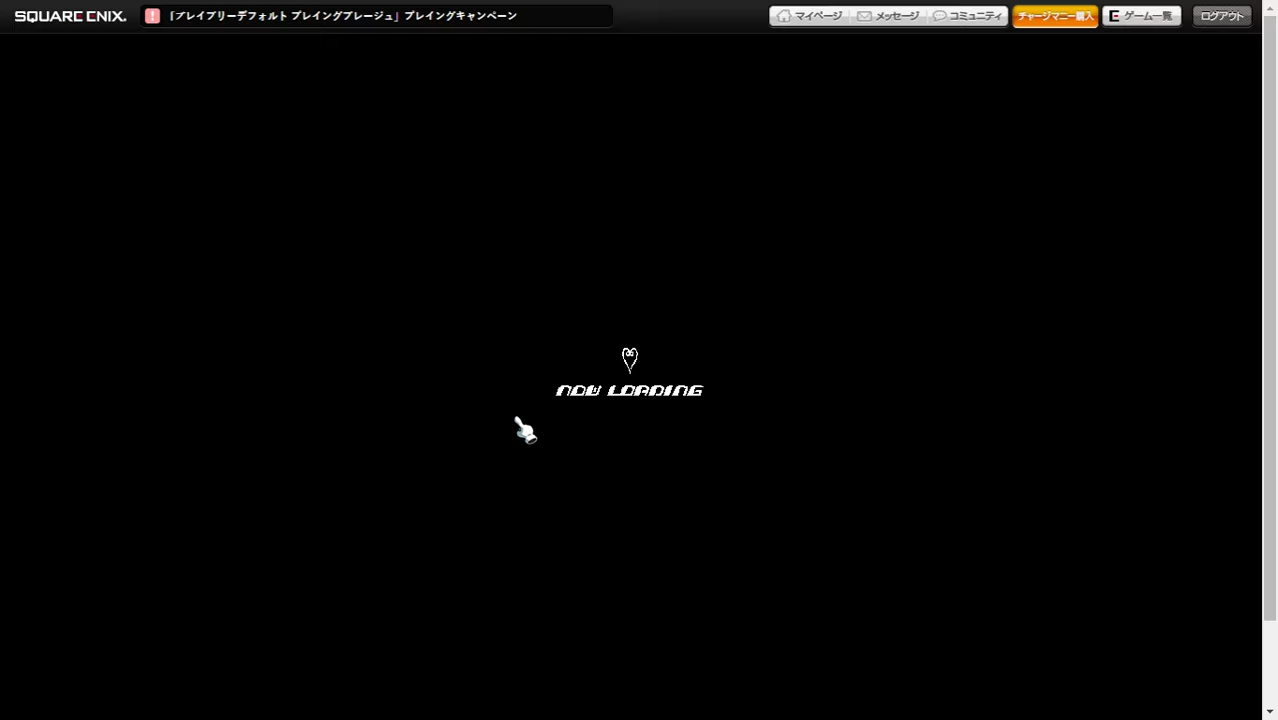 SQUARE ENIX.
「ブレイブリーデフォルト プレイングブレージュ」プレイングキャンペーン
マイページ
メッセージ
コミュニティ
チャージマニー購入
ゲーム一覧
ログアウト
NOW LOADING